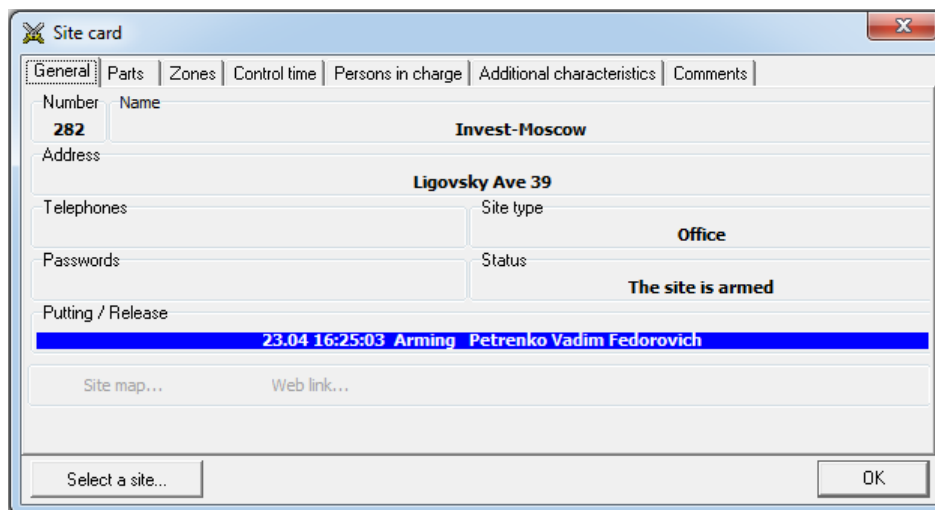 Site card
General Parts Zones Control time Persons in charge Additional characteristics Comments
Number Name
282 Invest-Moscow
Address
Ligovsky Ave 39
Telephones Site type
Office
Passwords Status
The site is armed
Putting / Release
23.04 16:25:03 Arming Petrenko Vadim Fedorovich
Site map... Web link...
Select a site... OK